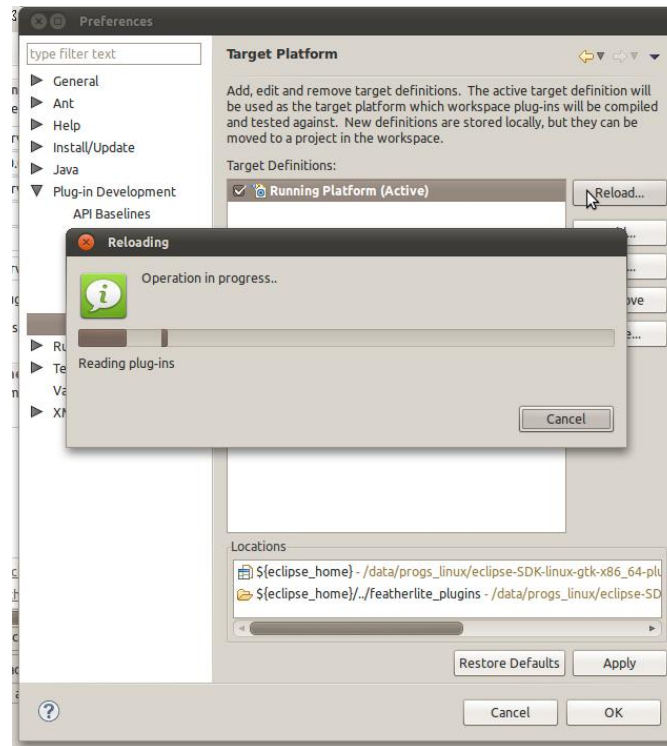 Preferences
type filter text
General
Ant
Help
Install/Update
Java
Plug-in Development
API Baselines
XM
Target Platform
Add, edit and remove target definitions. The active target definition will
be used as the target platform which workspace plug-ins will be compiled
and tested against. New definitions are stored locally, but they can be
moved to a project in the workspace.
Target Definitions:
Running Platform (Active)
Reload...
Reloading
Operation in progress..
Reading plug-ins
Cancel
Locations
${eclipse_home} - /data/progs_linux/eclipse-SDK-linux-gtk-x86_64-plu
${eclipse_home}/../featherlite_plugins - /data/progs_linux/eclipse-SD
Restore Defaults
Apply
Cancel
OK